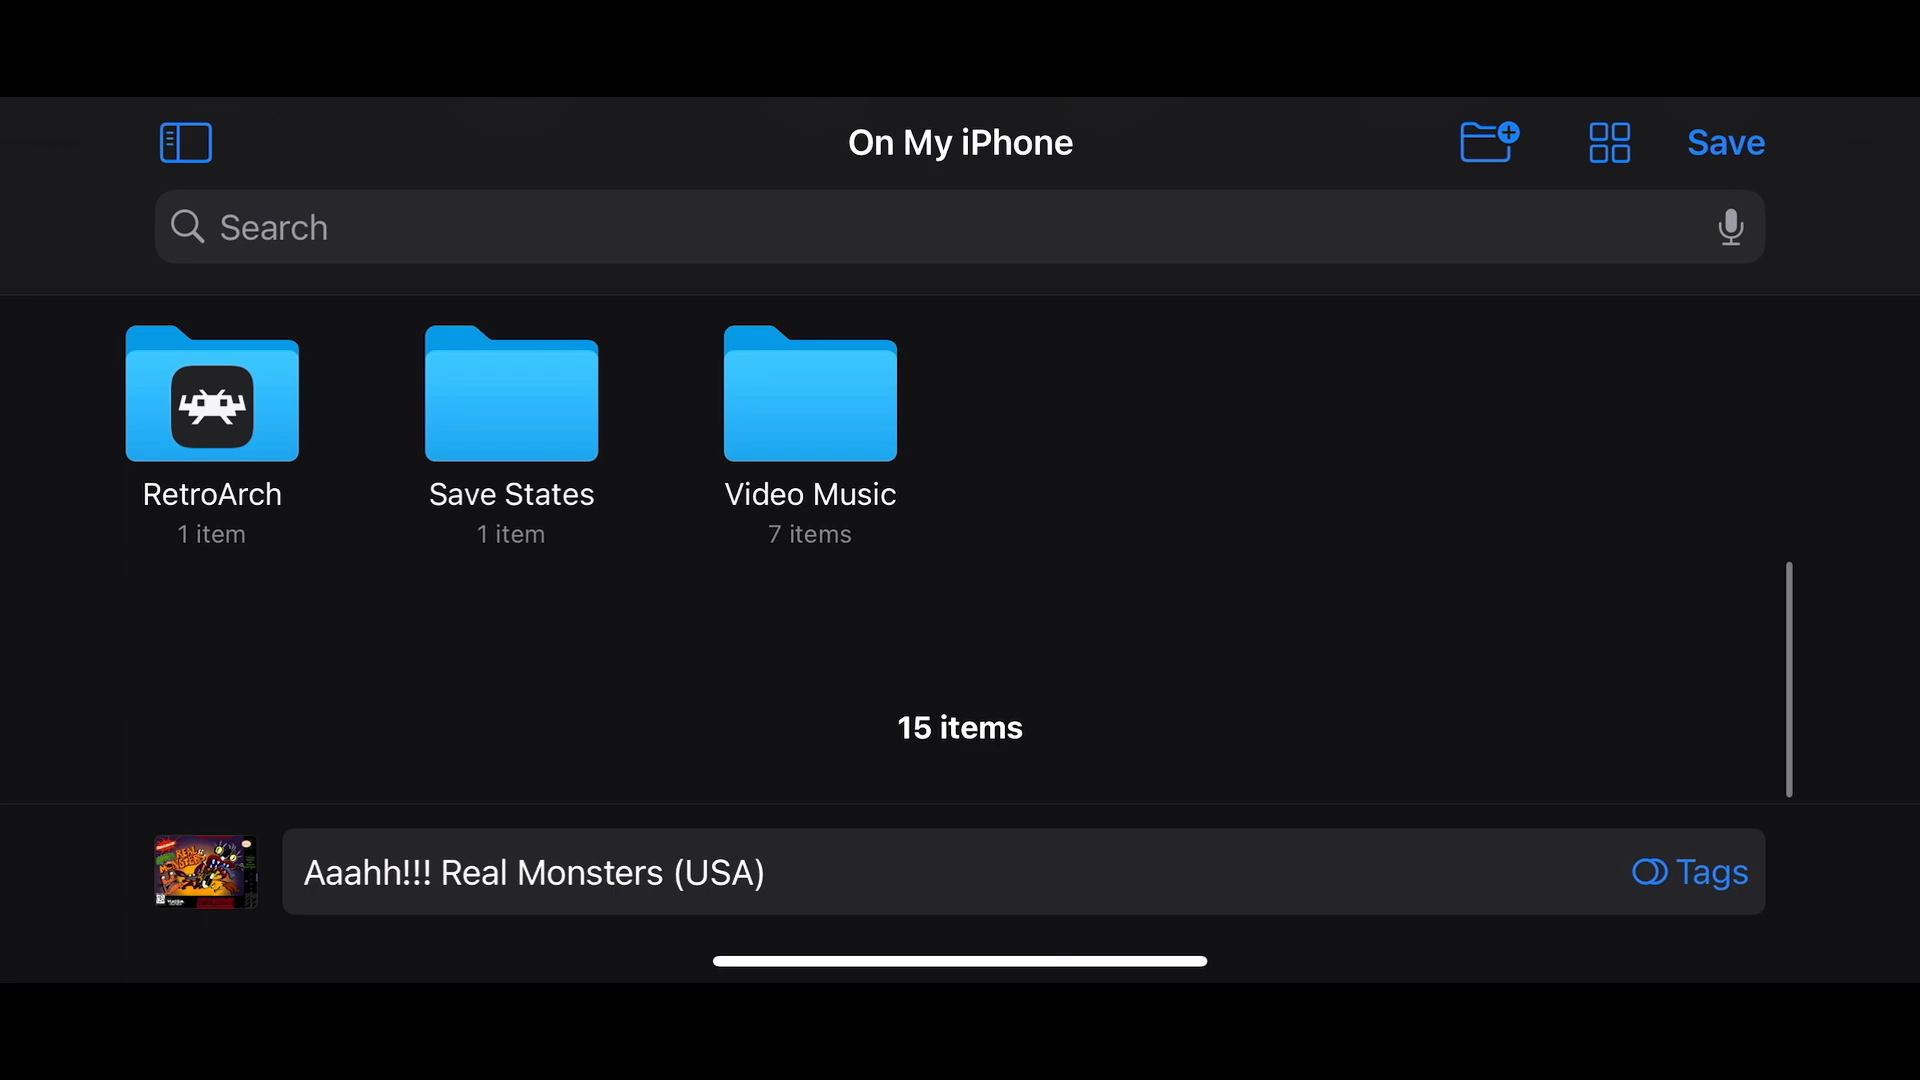 On My iPhone
Save
Search
RetroArch
1 item
Save States
1 item
Video Music
7 items
15 items
Aaahh!!! Real Monsters (USA)
Tags